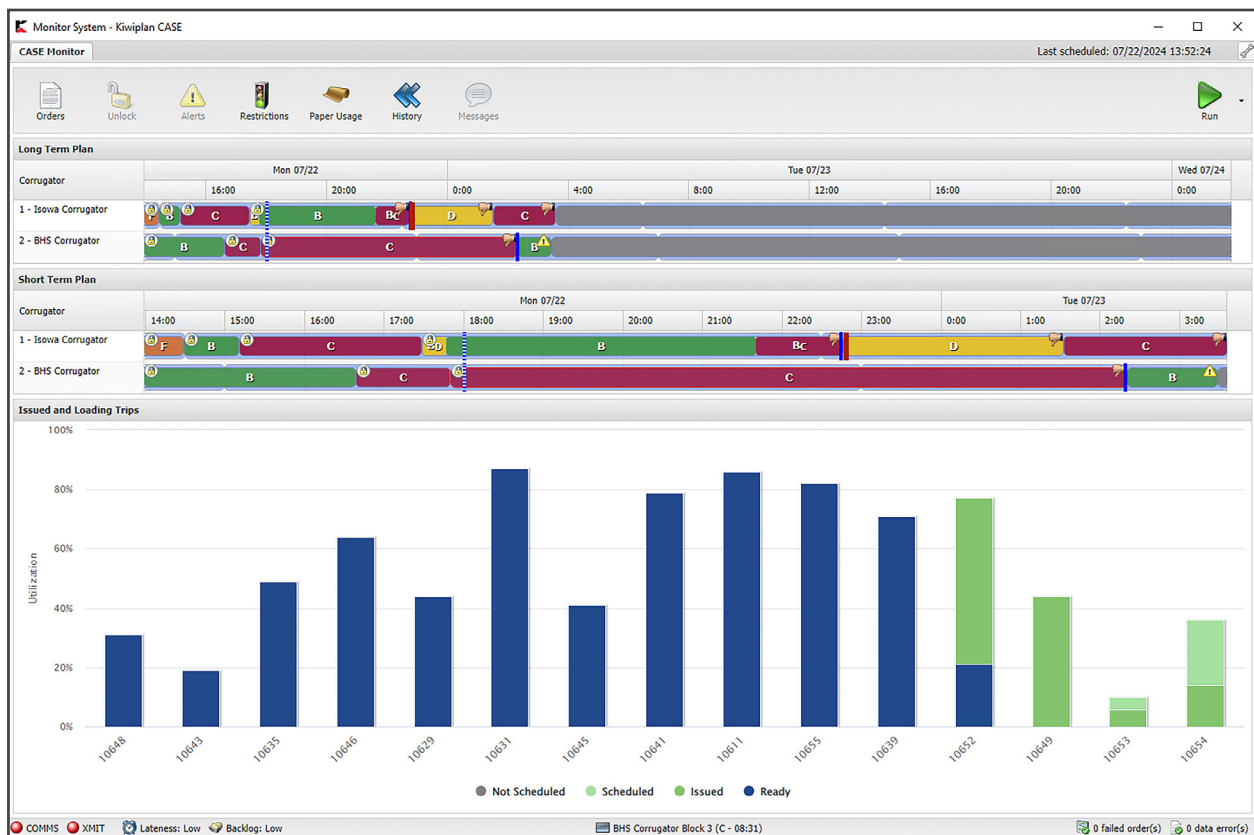 Monitor System - Kiwiplan CASE
CASE Monitor
Last scheduled: 07/22/2024 13:52:24
Orders Unlock Alerts Restrictions Paper Usage History Messages Run
Long Term Plan
Corrugator
Mon 07/22 Tue 07/23 Wed 07/24
16:00 20:00 0:00 4:00 8:00 12:00 16:00 20:00 0:00
1 - Isowa Corrugator B C B BC D C
2 - BHS Corrugator B C C B
Short Term Plan
Corrugator
Mon 07/22 Tue 07/23
14:00 15:00 16:00 17:00 18:00 19:00 20:00 21:00 22:00 23:00 0:00 1:00 2:00 3:00
1 - Isowa Corrugator F B C D B BC D C
2 - BHS Corrugator B C C B
Issued and Loading Trips
100%
80%
60%
40%
20%
0%
Utilization
10648 10643 10635 10646 10629 10631 10645 10641 10611 10655 10639 10652 10649 10653 10654
Not Scheduled Scheduled Issued Ready
COMMS XMIT Lateness: Low Backlog: Low BHS Corrugator Block 3 (C - 08:31) 0 failed order(s) 0 data error(s)